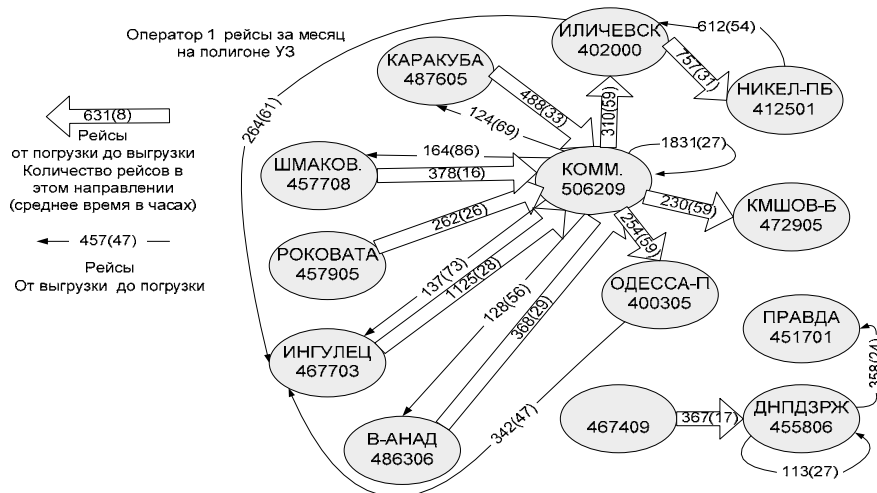 Оператор 1 рейсы за месяц
на полигоне УЗ
631(8)
Рейсы
от погрузки до выгрузки
Количество рейсов в
этом направлении
(среднее время в часах)
457(47)
Рейсы
От выгрузки до погрузки
ИЛИЧЕВСК
402000
612(54)
757(31)
НИКЕЛ-ПБ
412501
КАРАКУБА
487605
488(33)
124(69)
310(59)
264(61)
ШМАКОВ.
457708
164(86)
378(16)
КОММ.
506209
1831(27)
230(59)
КМШОВ-Б
472905
РОКОВАТА
457905
262(26)
254(59)
ОДЕССА-П
400305
137(73)
1125(28)
128(56)
368(29)
ИНГУЛЕЦ
467703
ПРАВДА
451701
358(24)
В-АНАД
486306
342(47)
467409
367(17)
ДНПДЗРЖ
455806
113(27)